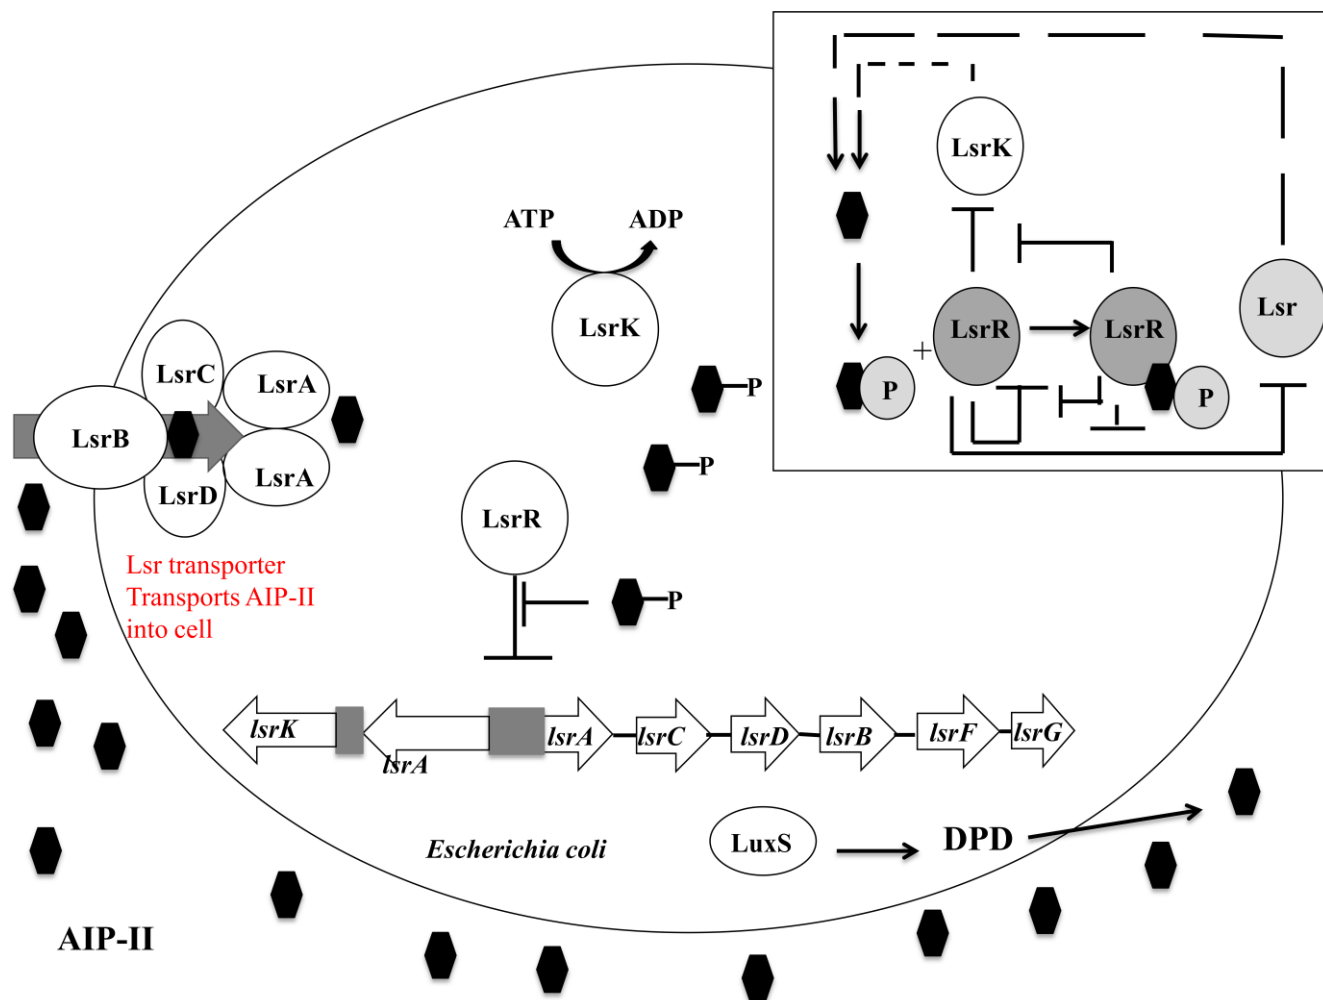 LsrK
ATP
ADP
LsrK
LsrR
LsrR
Lsr
+
P
P
LsrC
LsrA
LsrB
LsrA
LsrD
P
P
LsrR
P
Lsr transporter
Transports AIP-II
into cell
lsrK
lsrA
lsrA
lsrC
lsrD
lsrB
lsrF
lsrG
Escherichia coli
LuxS
DPD
AIP-II